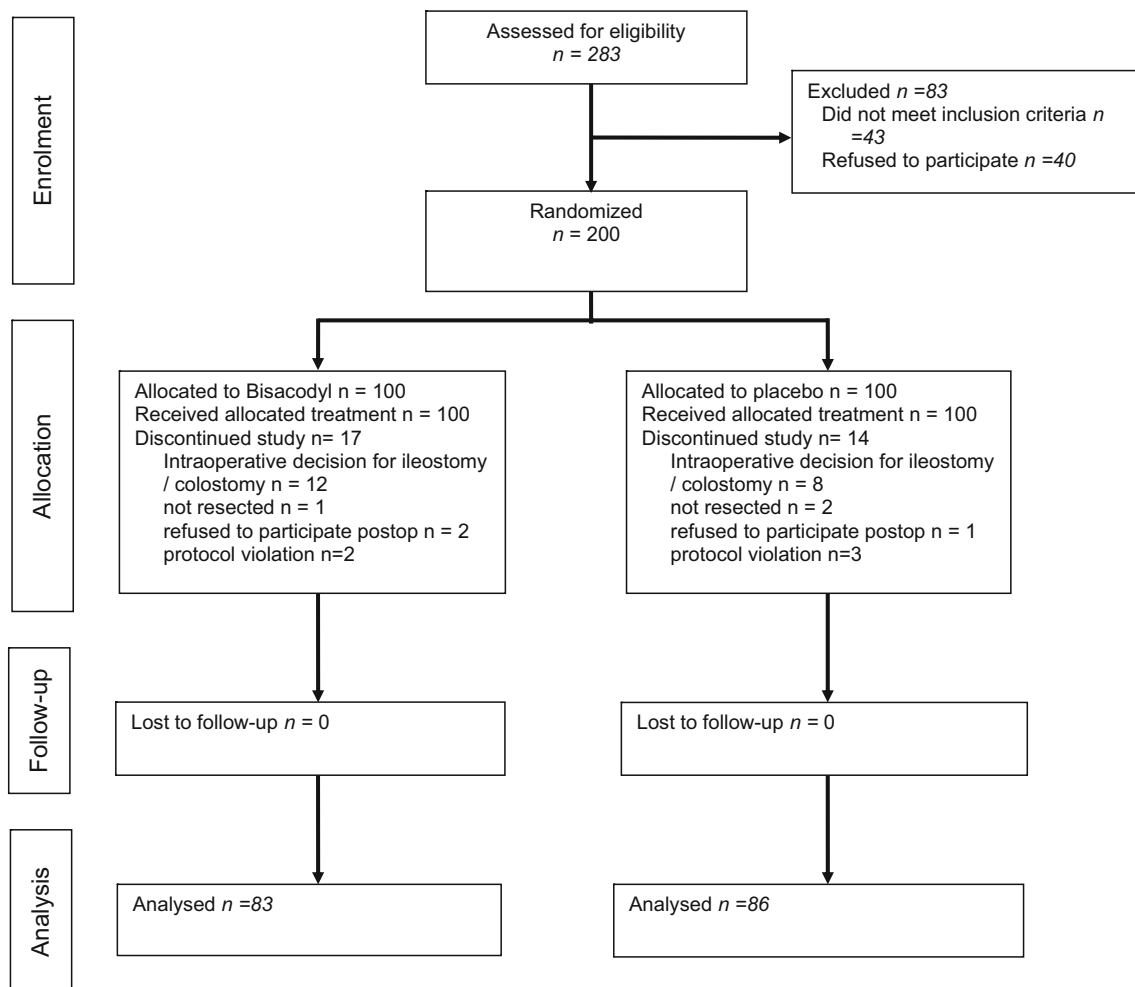 Enrolment
Assessed for eligibility
n = 283
Excluded n =83
Did not meet inclusion criteria n
=43
Refused to participate n =40
Randomized
n = 200
Allocation
Allocated to Bisacodyl n = 100
Received allocated treatment n = 100
Discontinued study n= 17
Intraoperative decision for ileostomy
/ colostomy n = 12
not resected n = 1
refused to participate postop n = 2
protocol violation n=2
Allocated to placebo n = 100
Received allocated treatment n = 100
Discontinued study n= 14
Intraoperative decision for ileostomy
/ colostomy n = 8
not resected n = 2
refused to participate postop n = 1
protocol violation n=3
Follow-up
Lost to follow-up n = 0
Lost to follow-up n = 0
Analysis
Analysed n =83
Analysed n =86